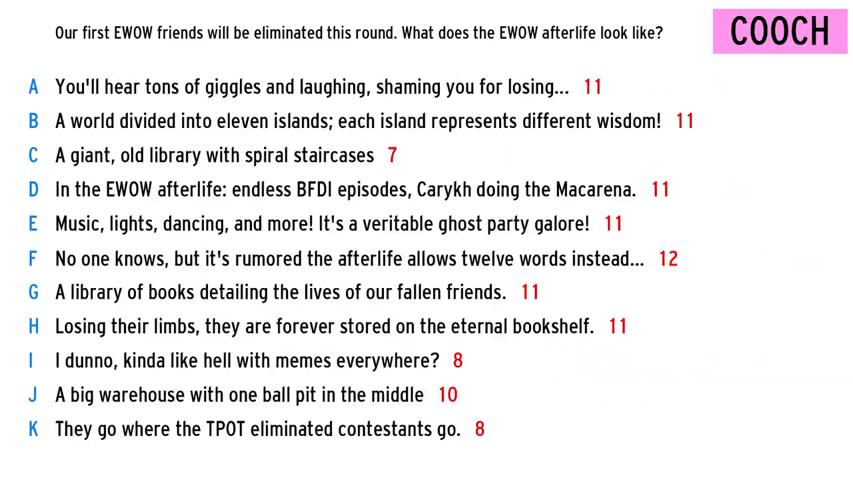 Our first EWOW friends will be eliminated this round. What does the EWOW afterlife look like?
COOCH
A You'll hear tons of giggles and laughing, shaming you for losing... 11
B A world divided into eleven islands; each island represents different wisdom! 11
C A giant, old library with spiral staircases 7
D In the EWOW afterlife: endless BFDI episodes, Carykh doing the Macarena. 11
E Music, lights, dancing, and more! It's a veritable ghost party galore! 11
F No one knows, but it's rumored the afterlife allows twelve words instead... 12
G A library of books detailing the lives of our fallen friends. 11
H Losing their limbs, they are forever stored on the eternal bookshelf. 11
I I dunno, kinda like hell with memes everywhere? 8
J A big warehouse with one ball pit in the middle 10
K They go where the TPOT eliminated contestants go. 8